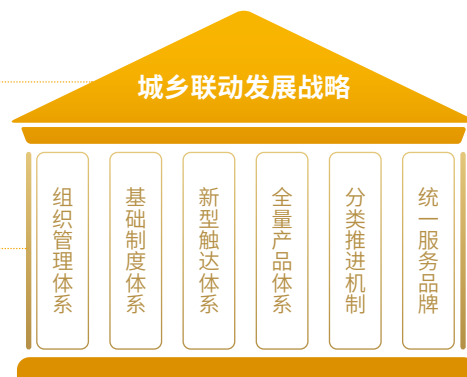 城乡联动发展战略
组织管理体系
基础制度体系
新型触达体系
全量产品体系
分类推进机制
统一服务品牌